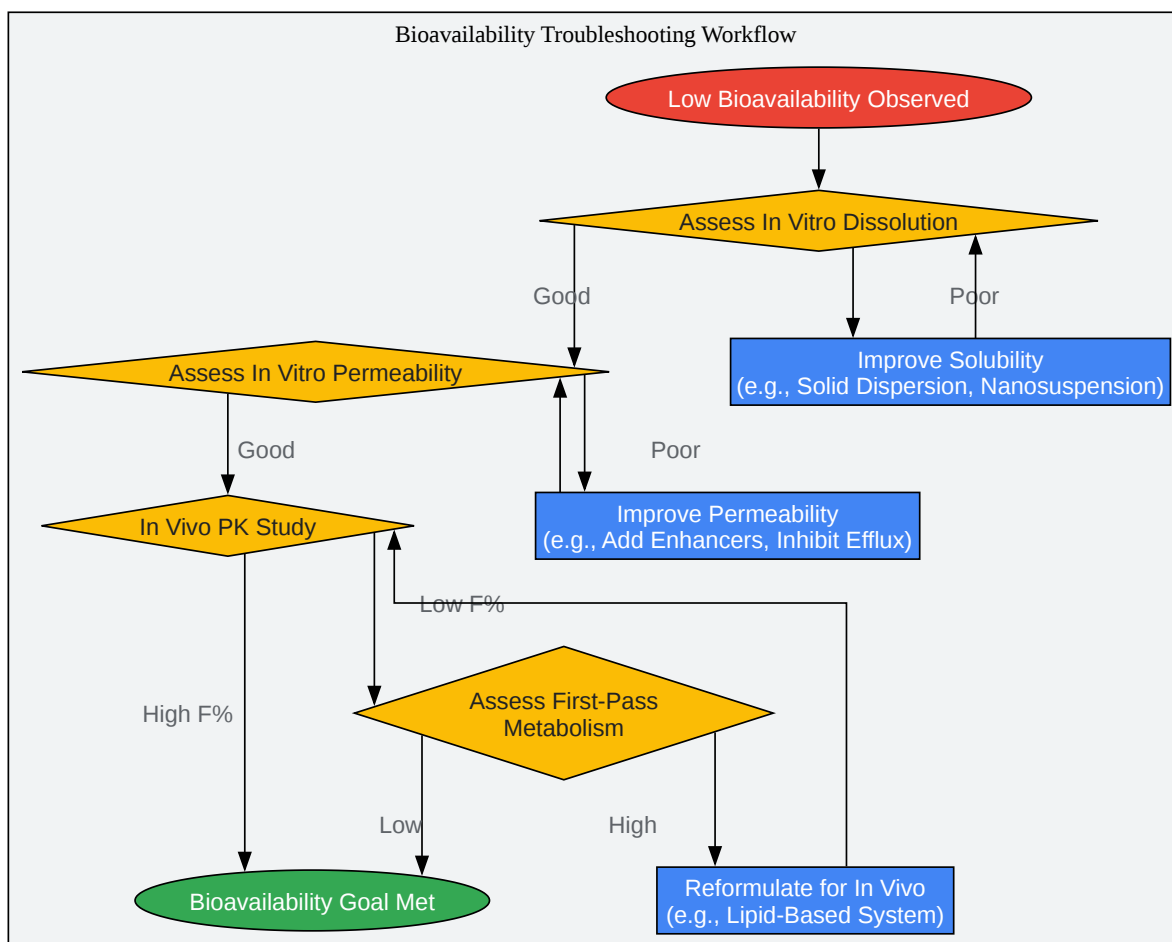 Bioavailability Troubleshooting Workflow
Low Bioavailability Observed
Assess In Vitro Dissolution
Good
Poor
Assess In Vitro Permeability
Improve Solubility
(e.g., Solid Dispersion, Nanosuspension)
Good
Poor
In Vivo PK Study
Improve Permeability
(e.g., Add Enhancers, Inhibit Efflux)
Low F%
High F%
Assess First-Pass
Metabolism
Low
High
Bioavailability Goal Met
Reformulate for In Vivo
(e.g., Lipid-Based System)